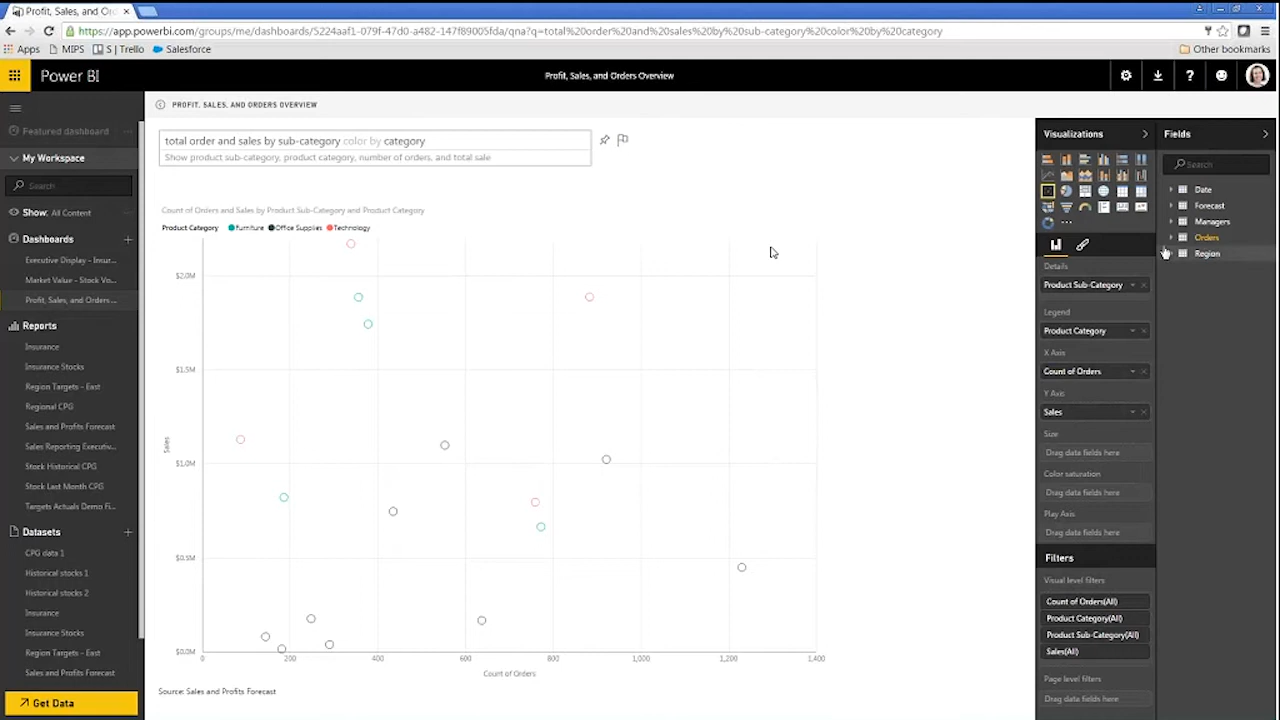 Profit, Sales, and Or
https://app.powerbi.com/groups/me/dashboards/5224aaf1-079f-47d0-a482-147f89005fda/qna?q=total%20order%20and%20sales%20by%20sub-category%20color%20by%20category
Apps MIPS S | Trello Salesforce Other bookmarks
Power BI
Profit, Sales, and Orders Overview
Featured dashboard
My Workspace
Search
Show: All Content
Dashboards
Executive Display - Insur...
Market Value - Stock Vo...
Profit, Sales, and Orders ...
Reports
Insurance
Insurance Stocks
Region Targets - East
Regional CPG
Sales and Profits Forecast
Sales Reporting Executiv...
Stock Historical CPG
Stock Last Month CPG
Targets Actuals Demo Fi...
Datasets
CPG data 1
Historical stocks 1
Historical stocks 2
Insurance
Insurance Stocks
Region Targets - East
Sales and Profits Forecast
Get Data
PROFIT, SALES, AND ORDERS OVERVIEW
total order and sales by sub-category color by category
Show product sub-category, product category, number of orders, and total sale
Count of Orders and Sales by Product Sub-Category and Product Category
Product Category Furniture Office Supplies Technology
$2.0M
$1.5M
$1.0M
$0.5M
$0.0M
Sales
0 200 400 600 800 1,000 1,200 1,400
Count of Orders
Source: Sales and Profits Forecast
Visualizations
Details
Product Sub-Category
Legend
Product Category
X Axis
Count of Orders
Y Axis
Sales
Size
Drag data fields here
Color saturation
Drag data fields here
Play Axis
Drag data fields here
Filters
Visual level filters
Count of Orders(All)
Product Category(All)
Product Sub-Category(All)
Sales(All)
Page level filters
Drag data fields here
Fields
Search
Date
Forecast
Managers
Orders
Region